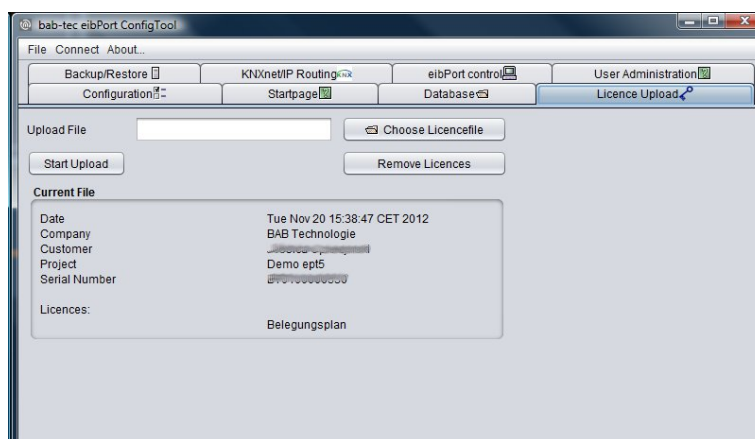 bab-tec eibPort ConfigTool
File Connect About...
Backup/Restore KNXnet/IP Routing KNX eibPort control User Administration
Configuration Startpage Database Licence Upload
Upload File Choose Licencefile
Start Upload Remove Licences
Current File
Date Tue Nov 20 15:38:47 CET 2012
Company BAB Technologie
Customer
Project Demo ept5
Serial Number
Licences:
Belegungsplan